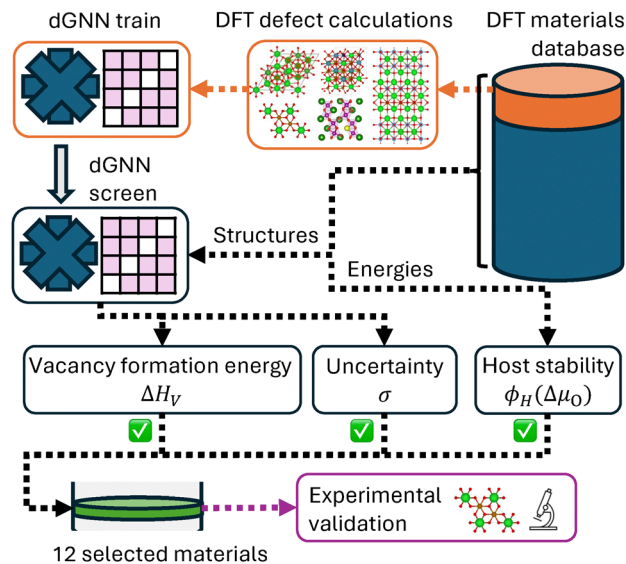 dGNN train
DFT defect calculations
DFT materials
database
dGNN
screen
Structures
Energies
Vacancy formation energy
ΔH_V
Uncertainty
σ
Host stability
ϕ_H(Δμ_O)
Experimental
validation
12 selected materials